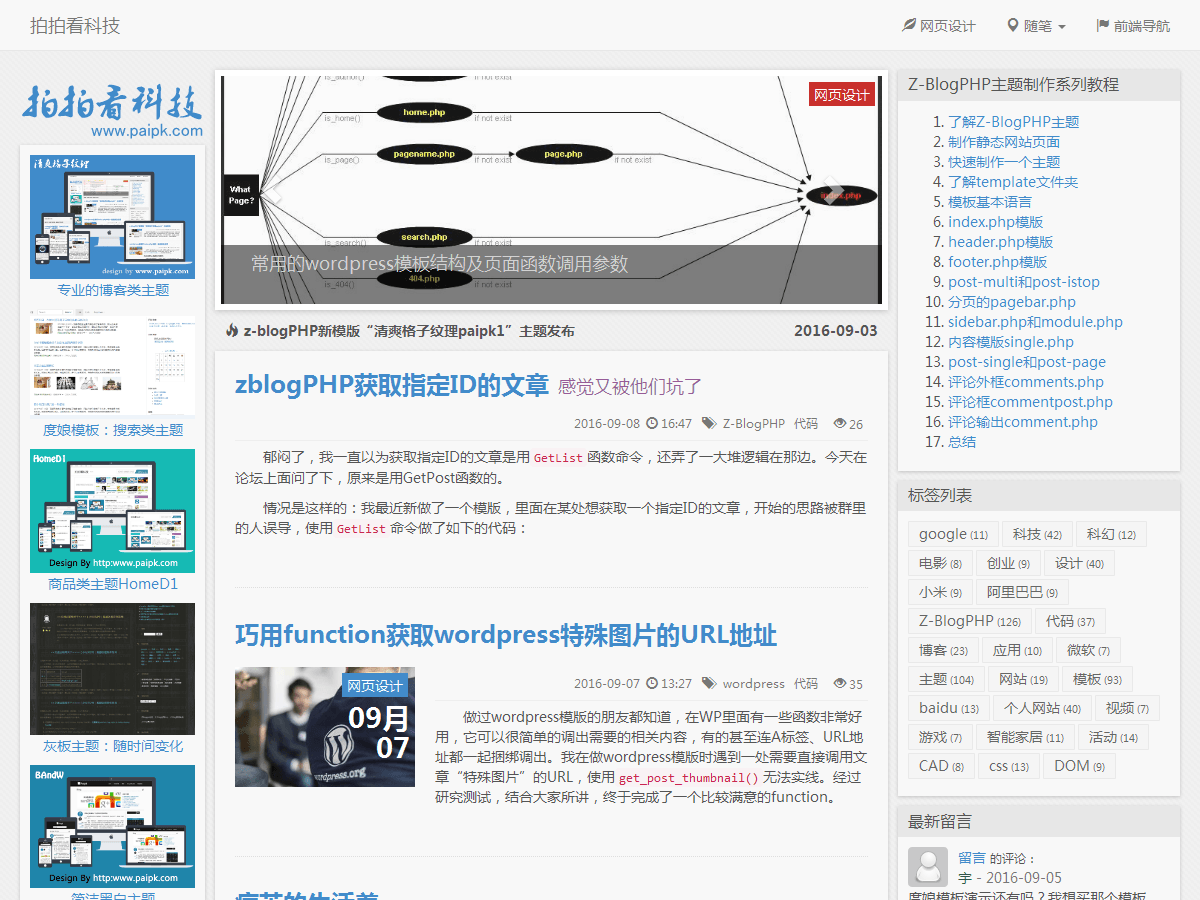 拍拍看科技
网页设计
随笔
前端导航
拍拍看科技
www.paipk.com
清爽格子纹理
design by www.paipk.com
专业的博客类主题
度娘模板：搜索类主题
HomeD1
Design By http:www.paipk.com
商品类主题HomeD1
灰板主题：随时间变化
BAndW
Design By http:www.paipk.com
简洁黑白主题
is_author()
if not exist
网页设计
home.php
is_home()
if not exist
pagename.php
page.php
is_page()
if not exist
if not exist
What Page?
index.php
search.php
is_search()
if not exist
常用的wordpress模板结构及页面函数调用参数
404.php
is_404()
if not exist
z-blogPHP新模版“清爽格子纹理paipk1”主题发布
2016-09-03
zblogPHP获取指定ID的文章 感觉又被他们坑了
2016-09-08 16:47 Z-BlogPHP 代码 26
郁闷了，我一直以为获取指定ID的文章是用 GetList 函数命令，还弄了一大堆逻辑在那边。今天在
论坛上面问了下，原来是用GetPost函数的。
情况是这样的：我最近新做了一个模版，里面在某处想获取一个指定ID的文章，开始的思路被群里
的人误导，使用 GetList 命令做了如下的代码：
巧用function获取wordpress特殊图片的URL地址
网页设计
09月
07
wordpress.org
2016-09-07 13:27 wordpress 代码 35
做过wordpress模版的朋友都知道，在WP里面有一些函数非常好
用，它可以很简单的调出需要的相关内容，有的甚至连A标签、URL地
址都一起捆绑调出。我在做wordpress模版时遇到一处需要直接调用文
章“特殊图片”的URL，使用 get_post_thumbnail() 无法实线。经过
研究测试，结合大家所讲，终于完成了一个比较满意的function。
Z-BlogPHP主题制作系列教程
1. 了解Z-BlogPHP主题
2. 制作静态网站页面
3. 快速制作一个主题
4. 了解template文件夹
5. 模板基本语言
6. index.php模版
7. header.php模版
8. footer.php模版
9. post-multi和post-istop
10. 分页的pagebar.php
11. sidebar.php和module.php
12. 内容模版single.php
13. post-single和post-page
14. 评论外框comments.php
15. 评论框commentpost.php
16. 评论输出comment.php
17. 总结
标签列表
google (11) 科技 (42) 科幻 (12)
电影 (8) 创业 (9) 设计 (40)
小米 (9) 阿里巴巴 (9)
Z-BlogPHP (126) 代码 (37)
博客 (23) 应用 (10) 微软 (7)
主题 (104) 网站 (19) 模板 (93)
baidu (13) 个人网站 (40) 视频 (7)
游戏 (7) 智能家居 (11) 活动 (14)
CAD (8) css (13) DOM (9)
最新留言
留言 的评论：
宇 - 2016-09-05
度娘模板演示还有吗？我想买那个模板